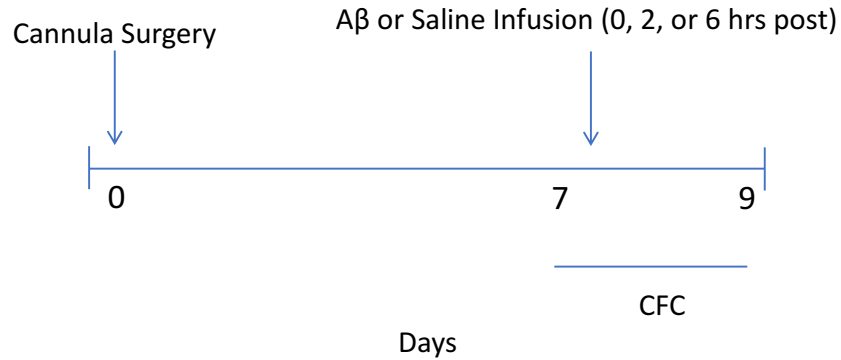 Aβ or Saline Infusion (0, 2, or 6 hrs post)
Cannula Surgery
0
7
9
CFC
Days